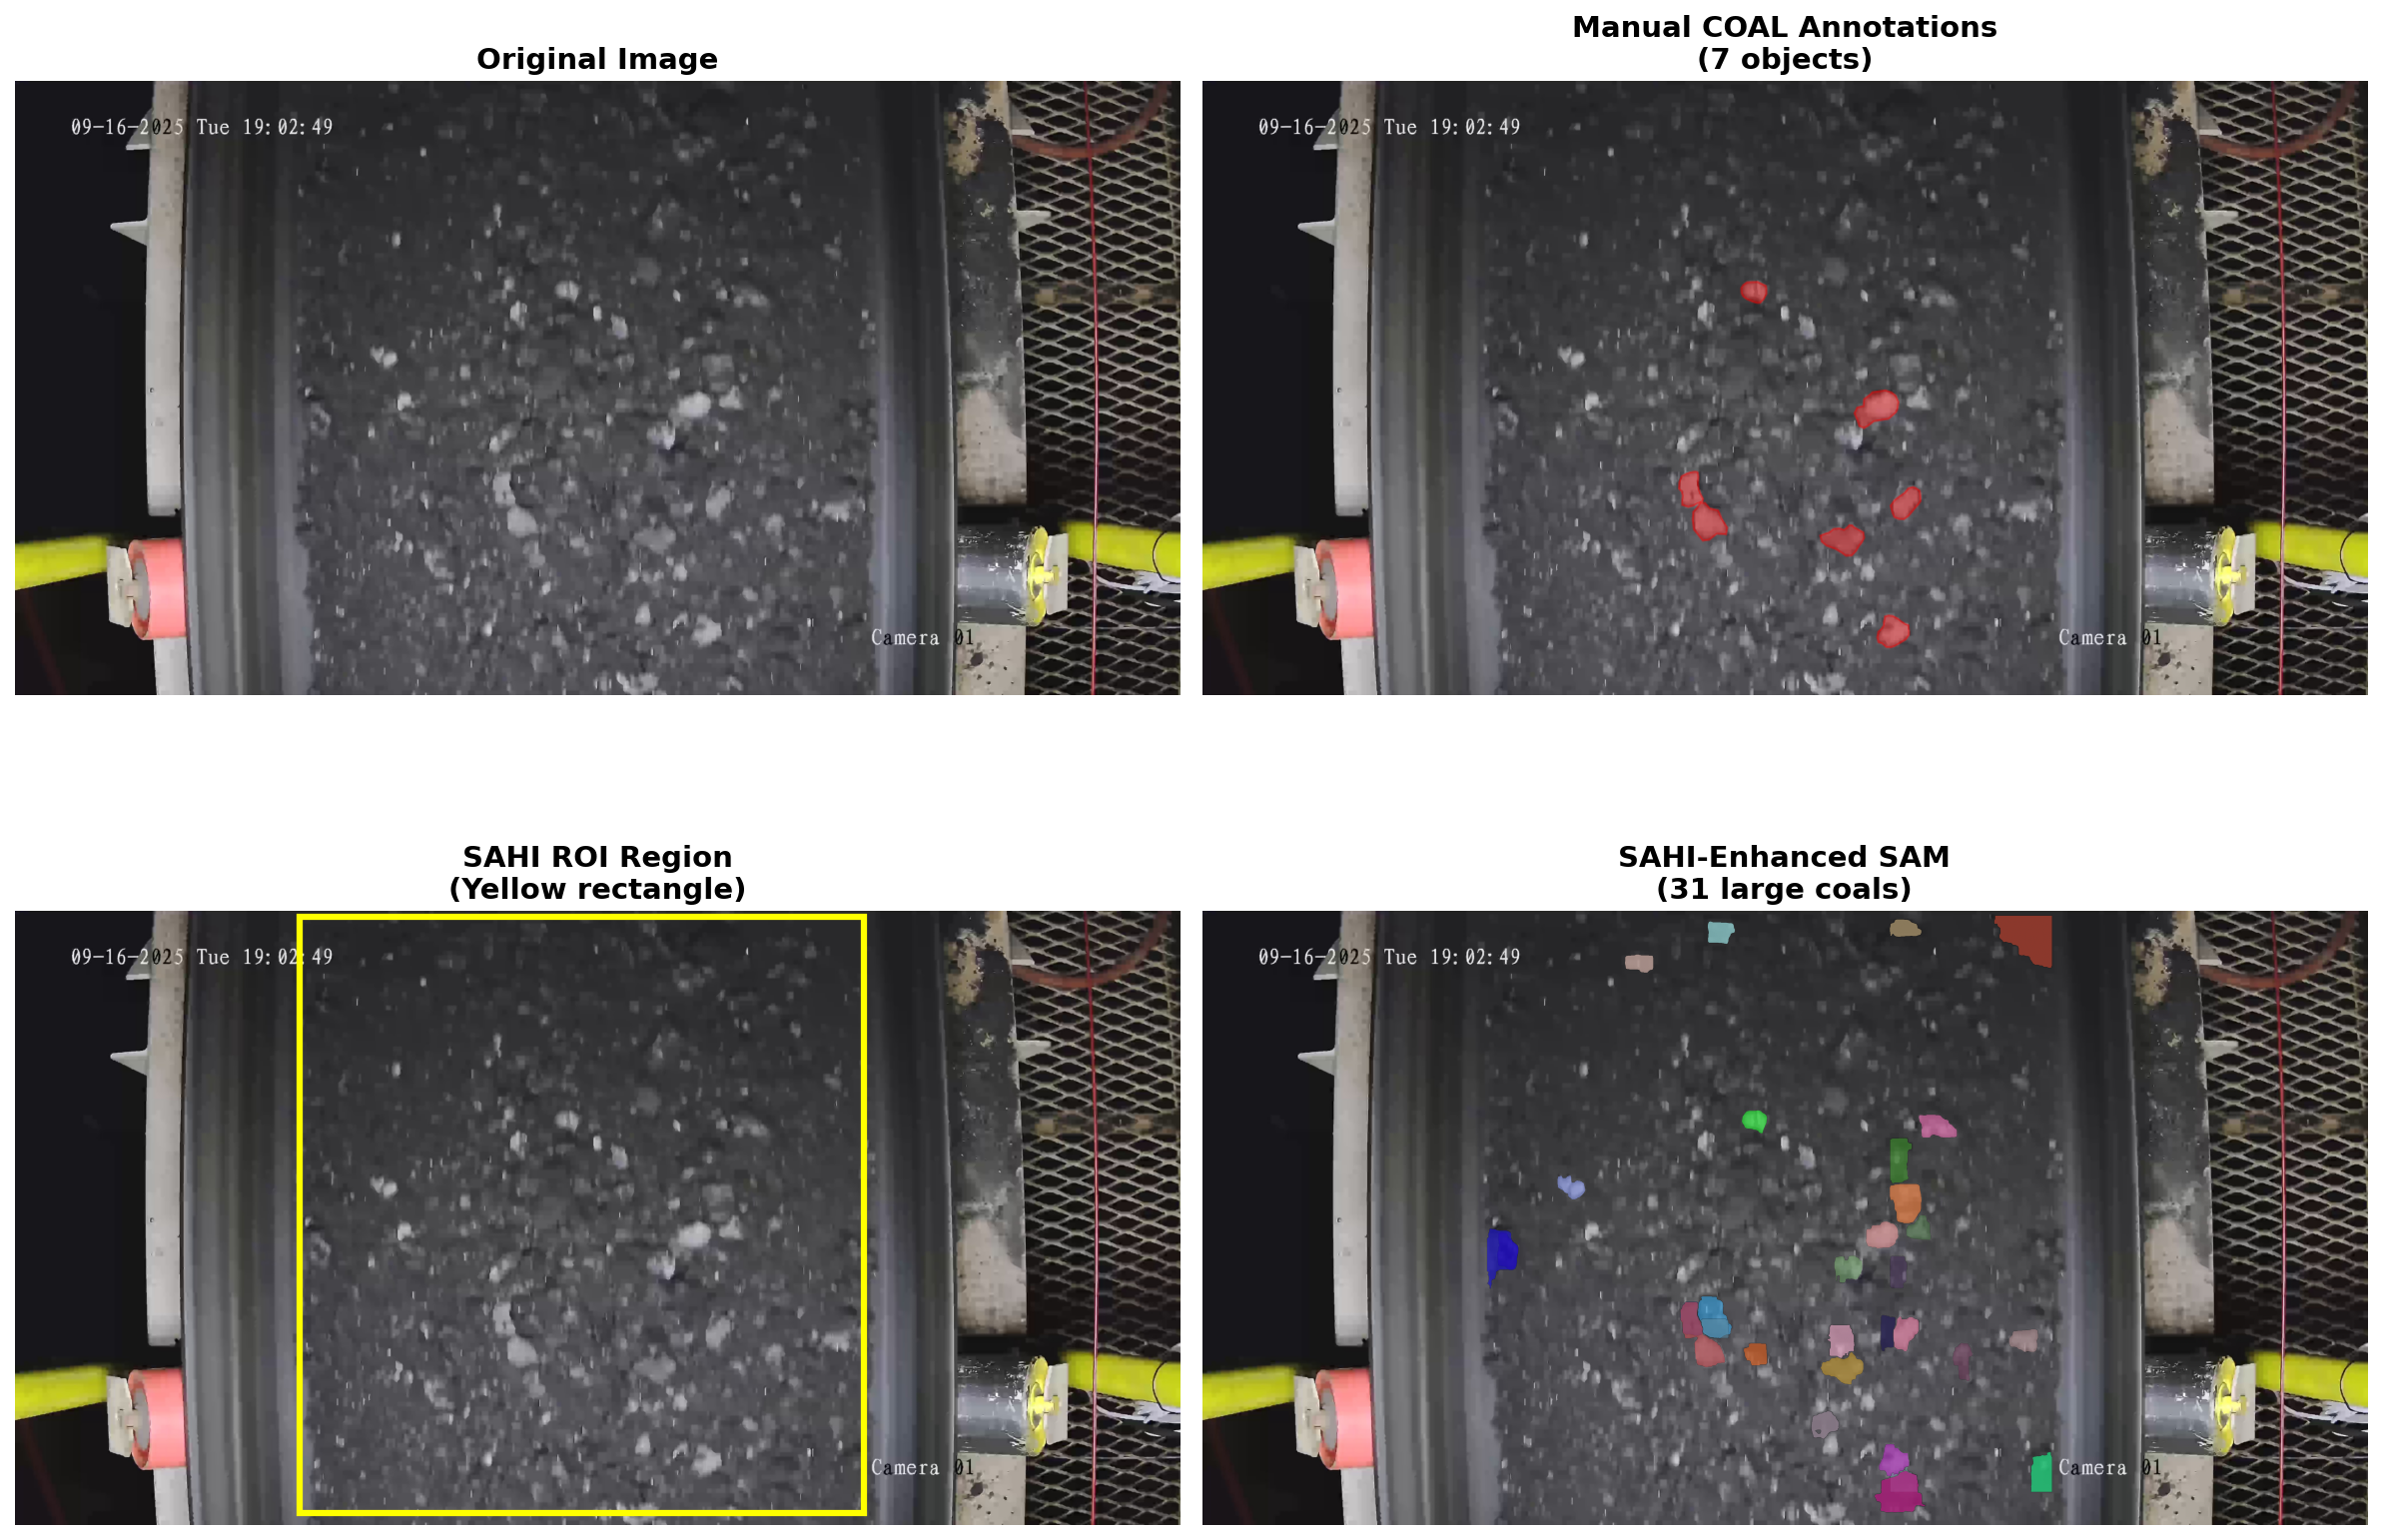 Original Image
09-16-2025 Tue 19:02:49
Camera 01
Manual COAL Annotations
(7 objects)
09-16-2025 Tue 19:02:49
Camera 01
SAHI ROI Region
(Yellow rectangle)
09-16-2025 Tue 19:02:49
Camera 01
SAHI-Enhanced SAM
(31 large coals)
09-16-2025 Tue 19:02:49
Camera 01